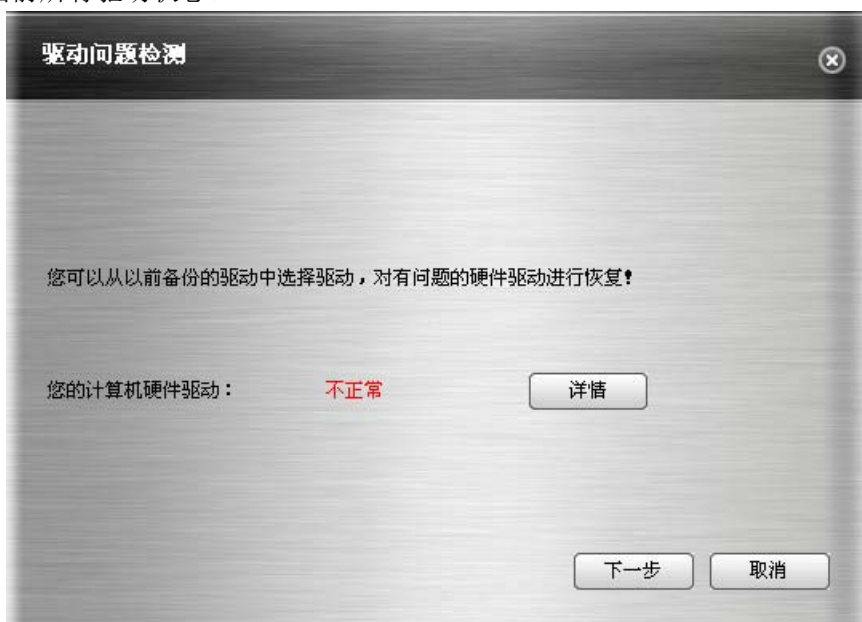 驱动问题检测
您可以从以前备份的驱动中选择驱动，对有问题的硬件驱动进行恢复！
您的计算机硬件驱动： 不正常 详情
下一步 取消